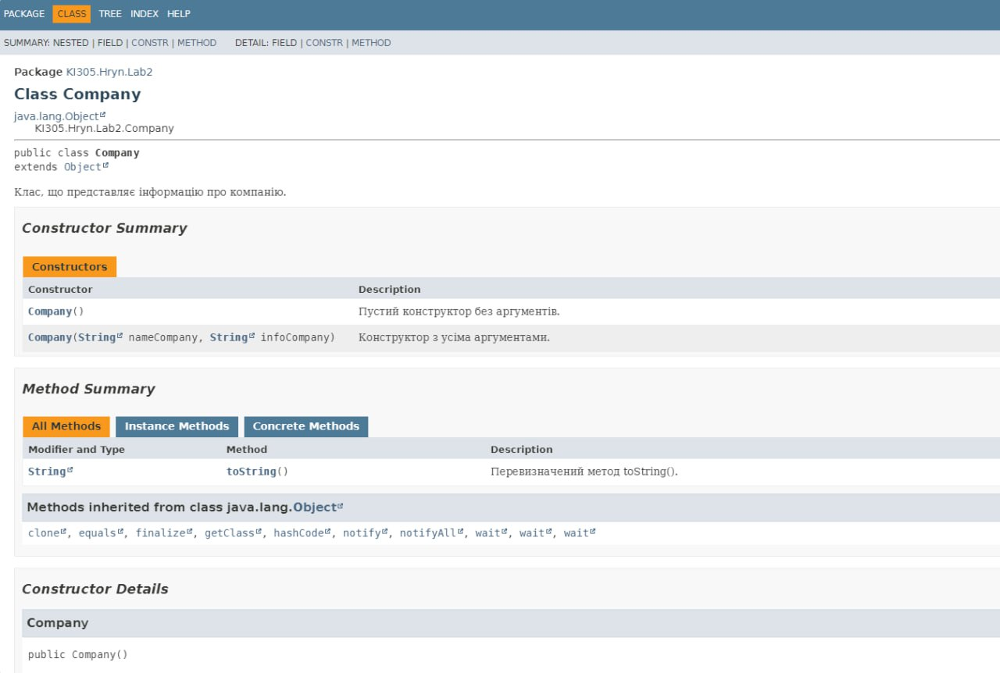 PACKAGE CLASS TREE INDEX HELP
SUMMARY: NESTED | FIELD | CONSTR | METHOD DETAIL: FIELD | CONSTR | METHOD
Package KI305.Hryn.Lab2
Class Company
java.lang.Object
KI305.Hryn.Lab2.Company
public class Company
extends Object
Клас, що представляє інформацію про компанію.
Constructor Summary
Constructors
Constructor Description
Company() Пустий конструктор без аргументів.
Company(String nameCompany, String infoCompany) Конструктор з усіма аргументами.
Method Summary
All Methods Instance Methods Concrete Methods
Modifier and Type Method Description
String toString() Перевизначений метод toString().
Methods inherited from class java.lang.Object
clone, equals, finalize, getClass, hashCode, notify, notifyAll, wait, wait, wait
Constructor Details
Company
public Company()